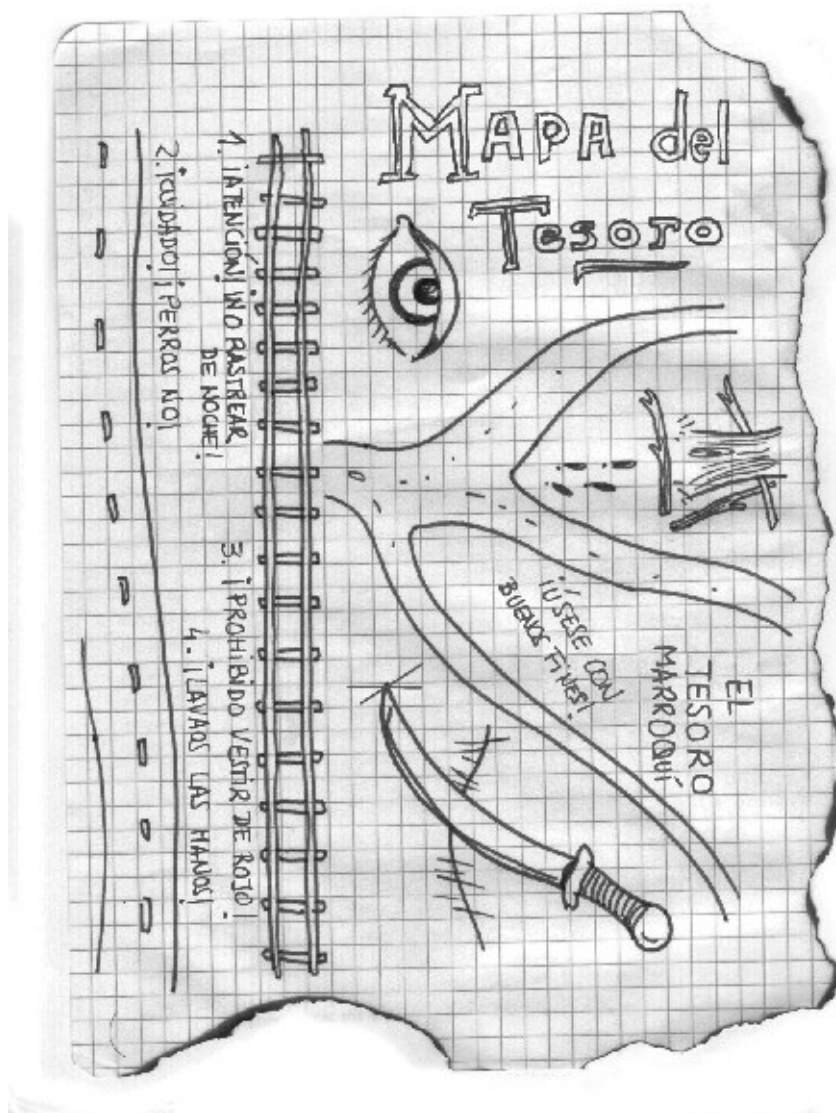 MAPA del
Tesoro
1. ¡ATENCIÓN! ¡NO RASTREAR
DE NOCHE!
2. ¡CUIDADO! ¡PERROS NO!
3. ¡PROHIBIDO VESTIR DE ROJO!
4. ¡LAVAOS LAS MANOS!
¡ÚSESE CON
BUENOS FINES!
EL
TESORO
MARROQUÍ